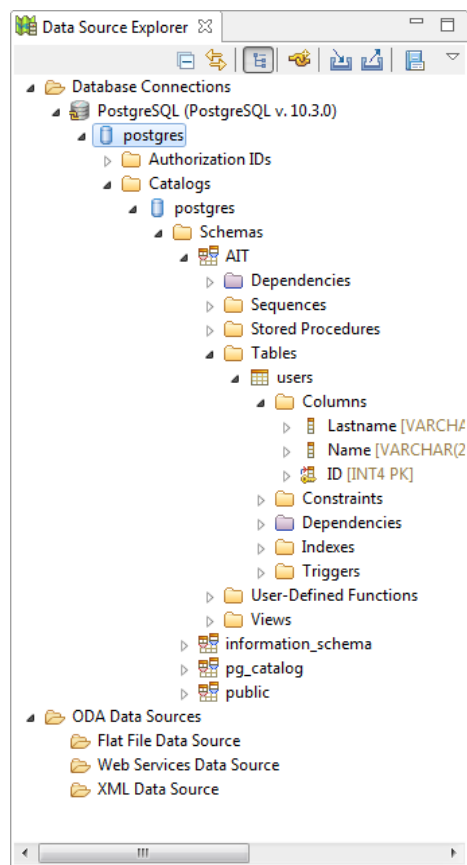 Data Source Explorer
Database Connections
PostgreSQL (PostgreSQL v. 10.3.0)
postgres
Authorization IDs
Catalogs
postgres
Schemas
AIT
Dependencies
Sequences
Stored Procedures
Tables
users
Columns
Lastname [VARCHA
Name [VARCHAR(2
ID [INT4 PK]
Constraints
Dependencies
Indexes
Triggers
User-Defined Functions
Views
information_schema
pg_catalog
public
ODA Data Sources
Flat File Data Source
Web Services Data Source
XML Data Source